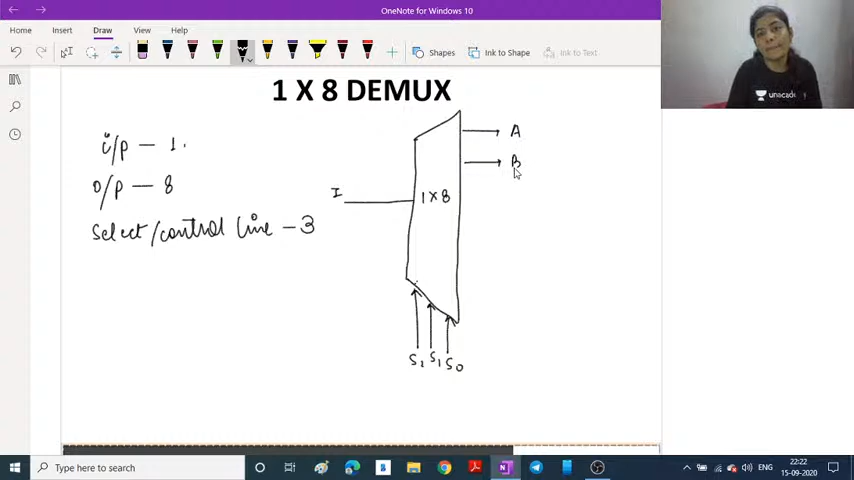 OneNote for Windows 10
Home Insert Draw View Help
Shapes Ink to Shape Ink to Text
unacade
1 X 8 DEMUX
i/p — 1.
o/p — 8
Select/control line — 3
I
1X8
A
B
S2 S1 S0
Type here to search
ENG
22:22
15-09-2020